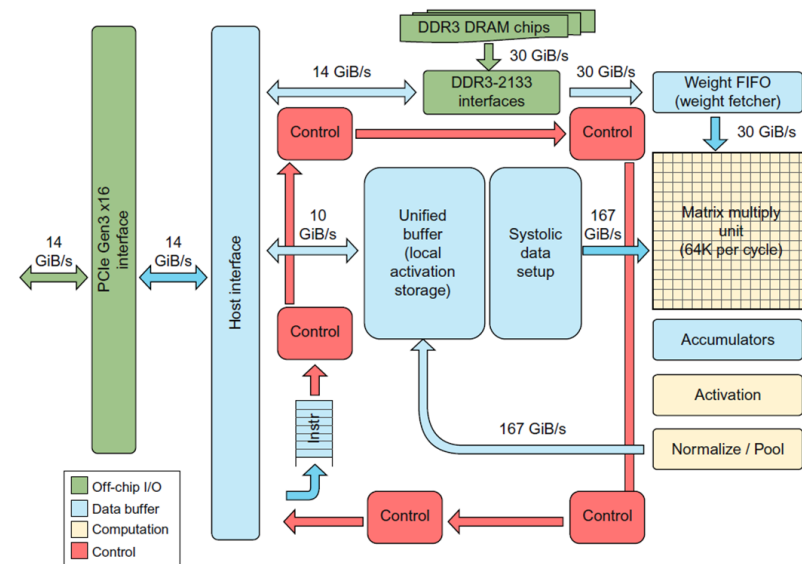 DDR3 DRAM chips
30 GiB/s
14 GiB/s
DDR3-2133
interfaces
30 GiB/s
Weight FIFO
(weight fetcher)
30 GiB/s
Control
Control
PCIe Gen3 x16
interface
14
GiB/s
14
GiB/s
Host interface
10
GiB/s
Unified
buffer
(local
activation
storage)
Systolic
data
setup
167
GiB/s
Matrix multiply
unit
(64K per cycle)
Control
Accumulators
Activation
Instr
167 GiB/s
Normalize / Pool
Off-chip I/O
Data buffer
Computation
Control
Control
Control